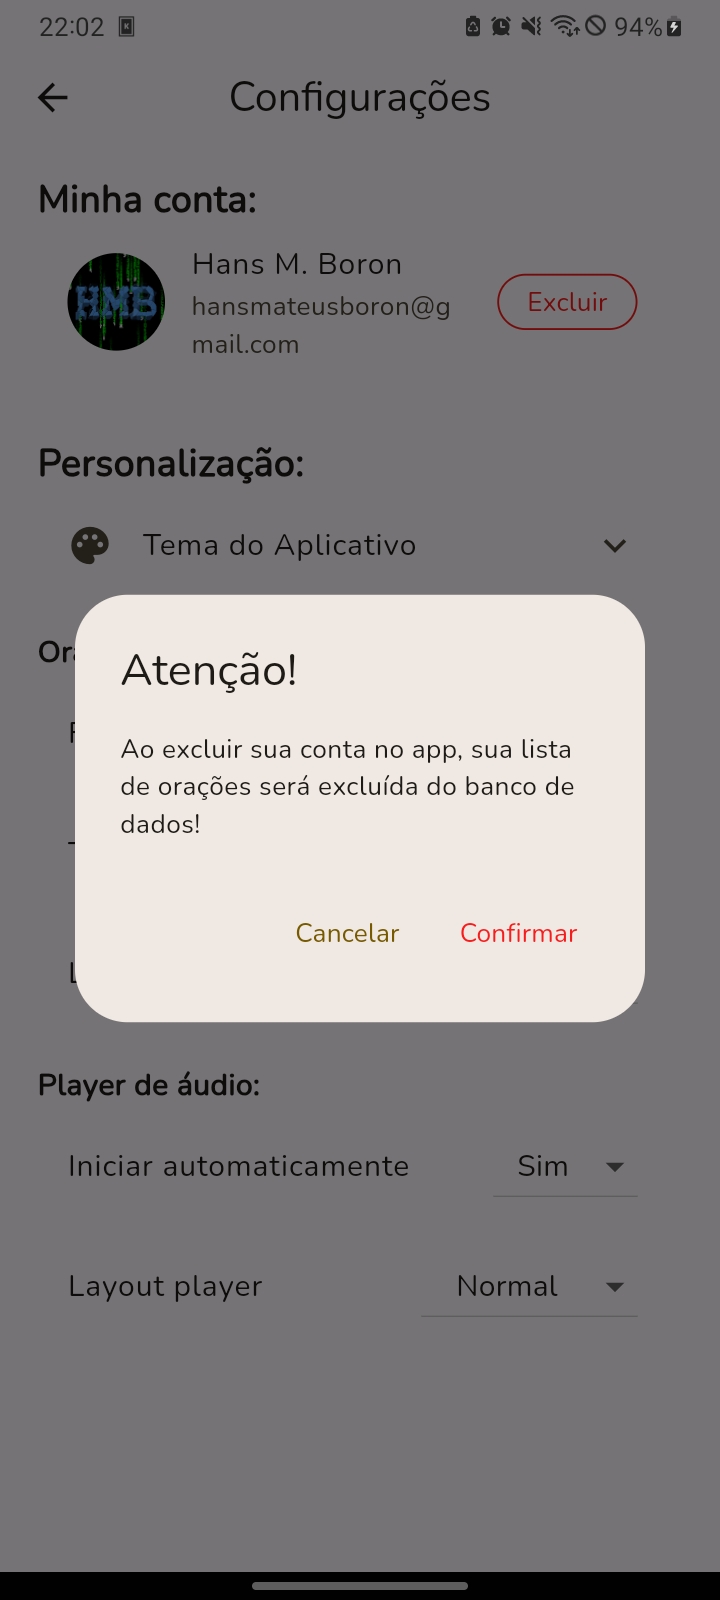 22:02
94%
Configurações
Minha conta:
HMB
Hans M. Boron
hansmateusboron@g
mail.com
Excluir
Personalização:
Tema do Aplicativo
Atenção!
Ao excluir sua conta no app, sua lista
de orações será excluída do banco de
dados!
Cancelar
Confirmar
Player de áudio:
Iniciar automaticamente
Sim
Layout player
Normal